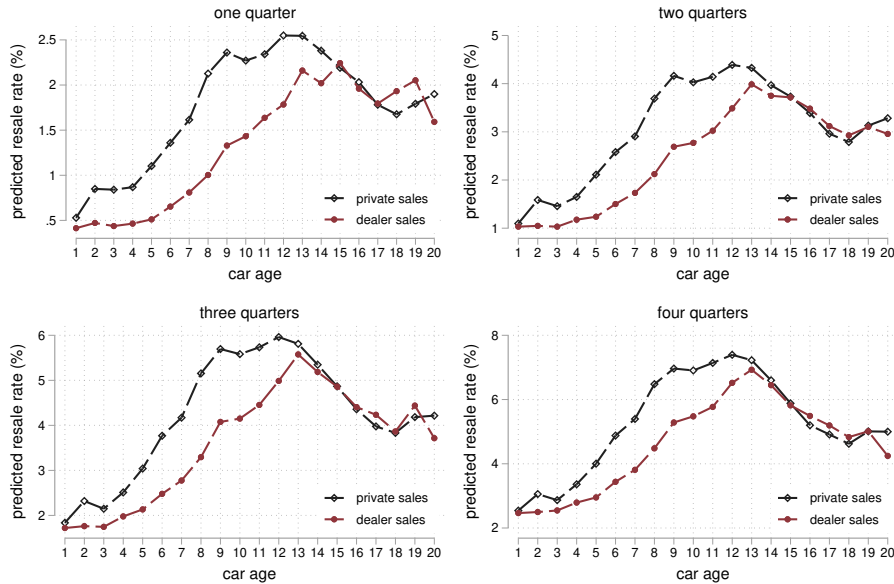 one quarter
predicted resale rate (%)
2.5
2
1.5
1
.5
private sales
dealer sales
1 2 3 4 5 6 7 8 9 10 11 12 13 14 15 16 17 18 19 20
car age
two quarters
predicted resale rate (%)
5
4
3
2
1
private sales
dealer sales
1 2 3 4 5 6 7 8 9 10 11 12 13 14 15 16 17 18 19 20
car age
three quarters
predicted resale rate (%)
6
5
4
3
2
private sales
dealer sales
1 2 3 4 5 6 7 8 9 10 11 12 13 14 15 16 17 18 19 20
car age
four quarters
predicted resale rate (%)
8
6
4
2
private sales
dealer sales
1 2 3 4 5 6 7 8 9 10 11 12 13 14 15 16 17 18 19 20
car age